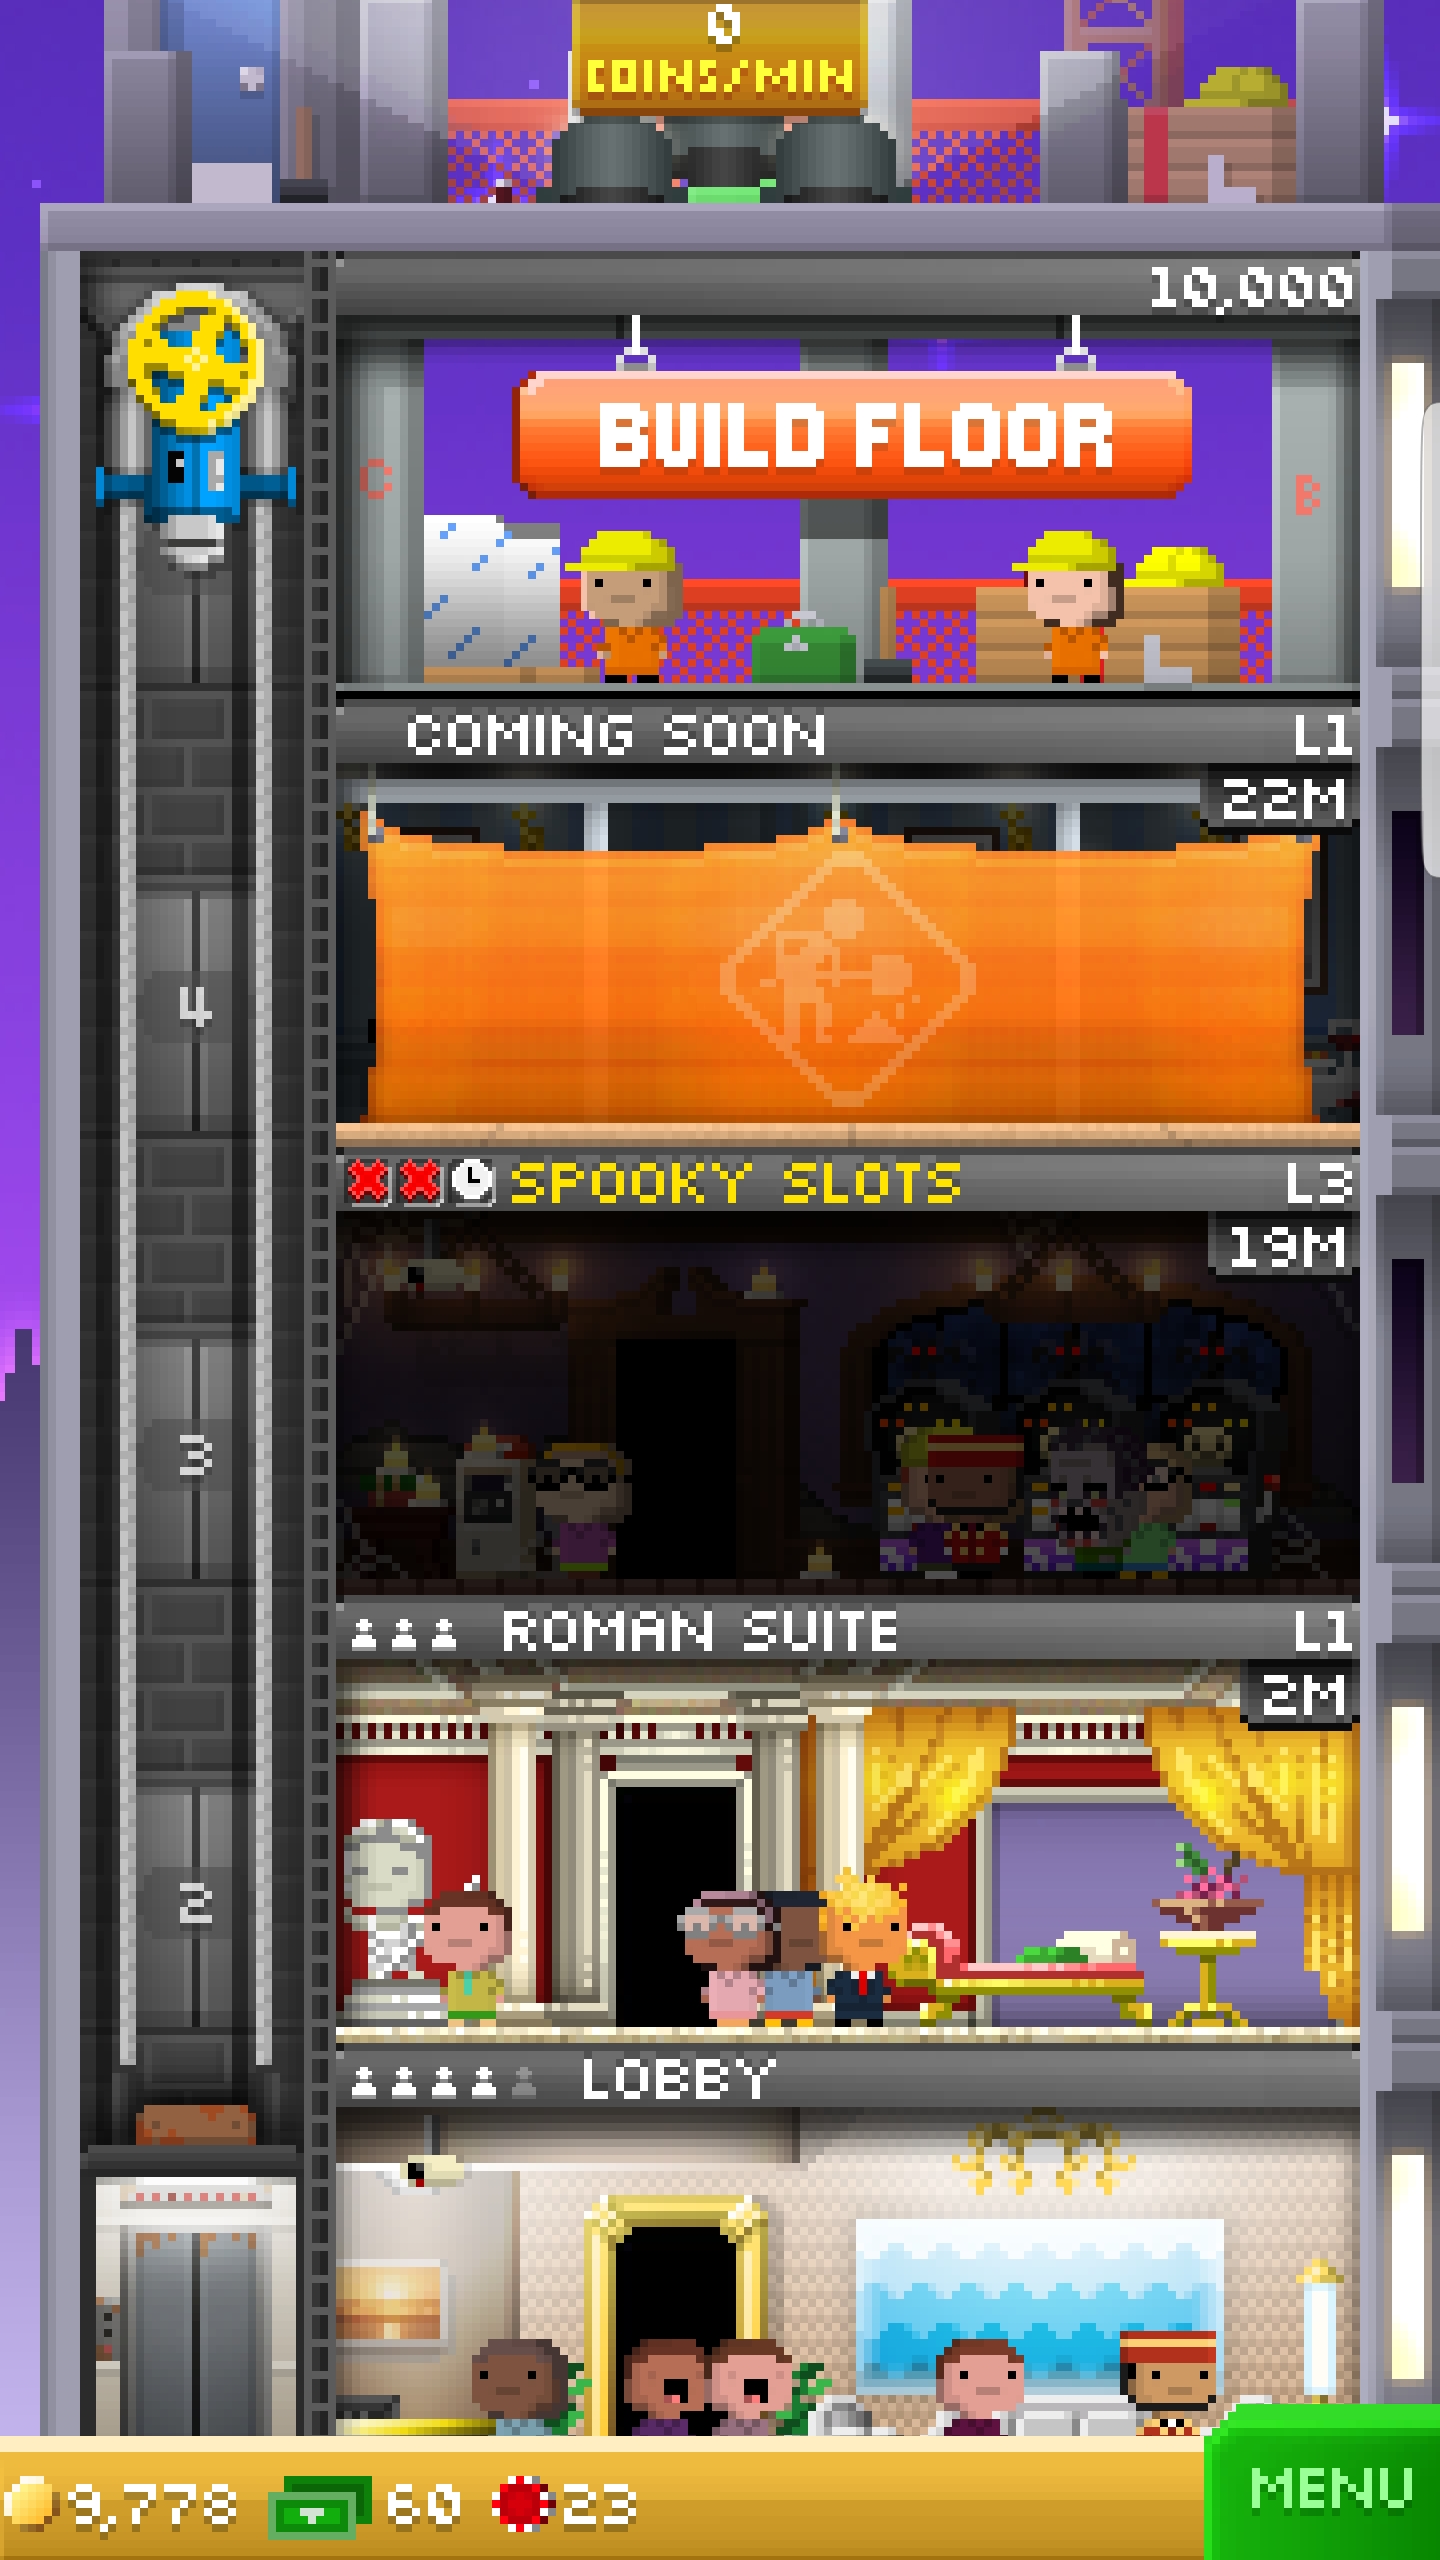 0
COINS/MIN
10,000
BUILD FLOOR
C
B
COMING SOON L1
22M
4
SPOOKY SLOTS L3
19M
3
ROMAN SUITE L1
2M
2
LOBBY
9,778 60 23
MENU